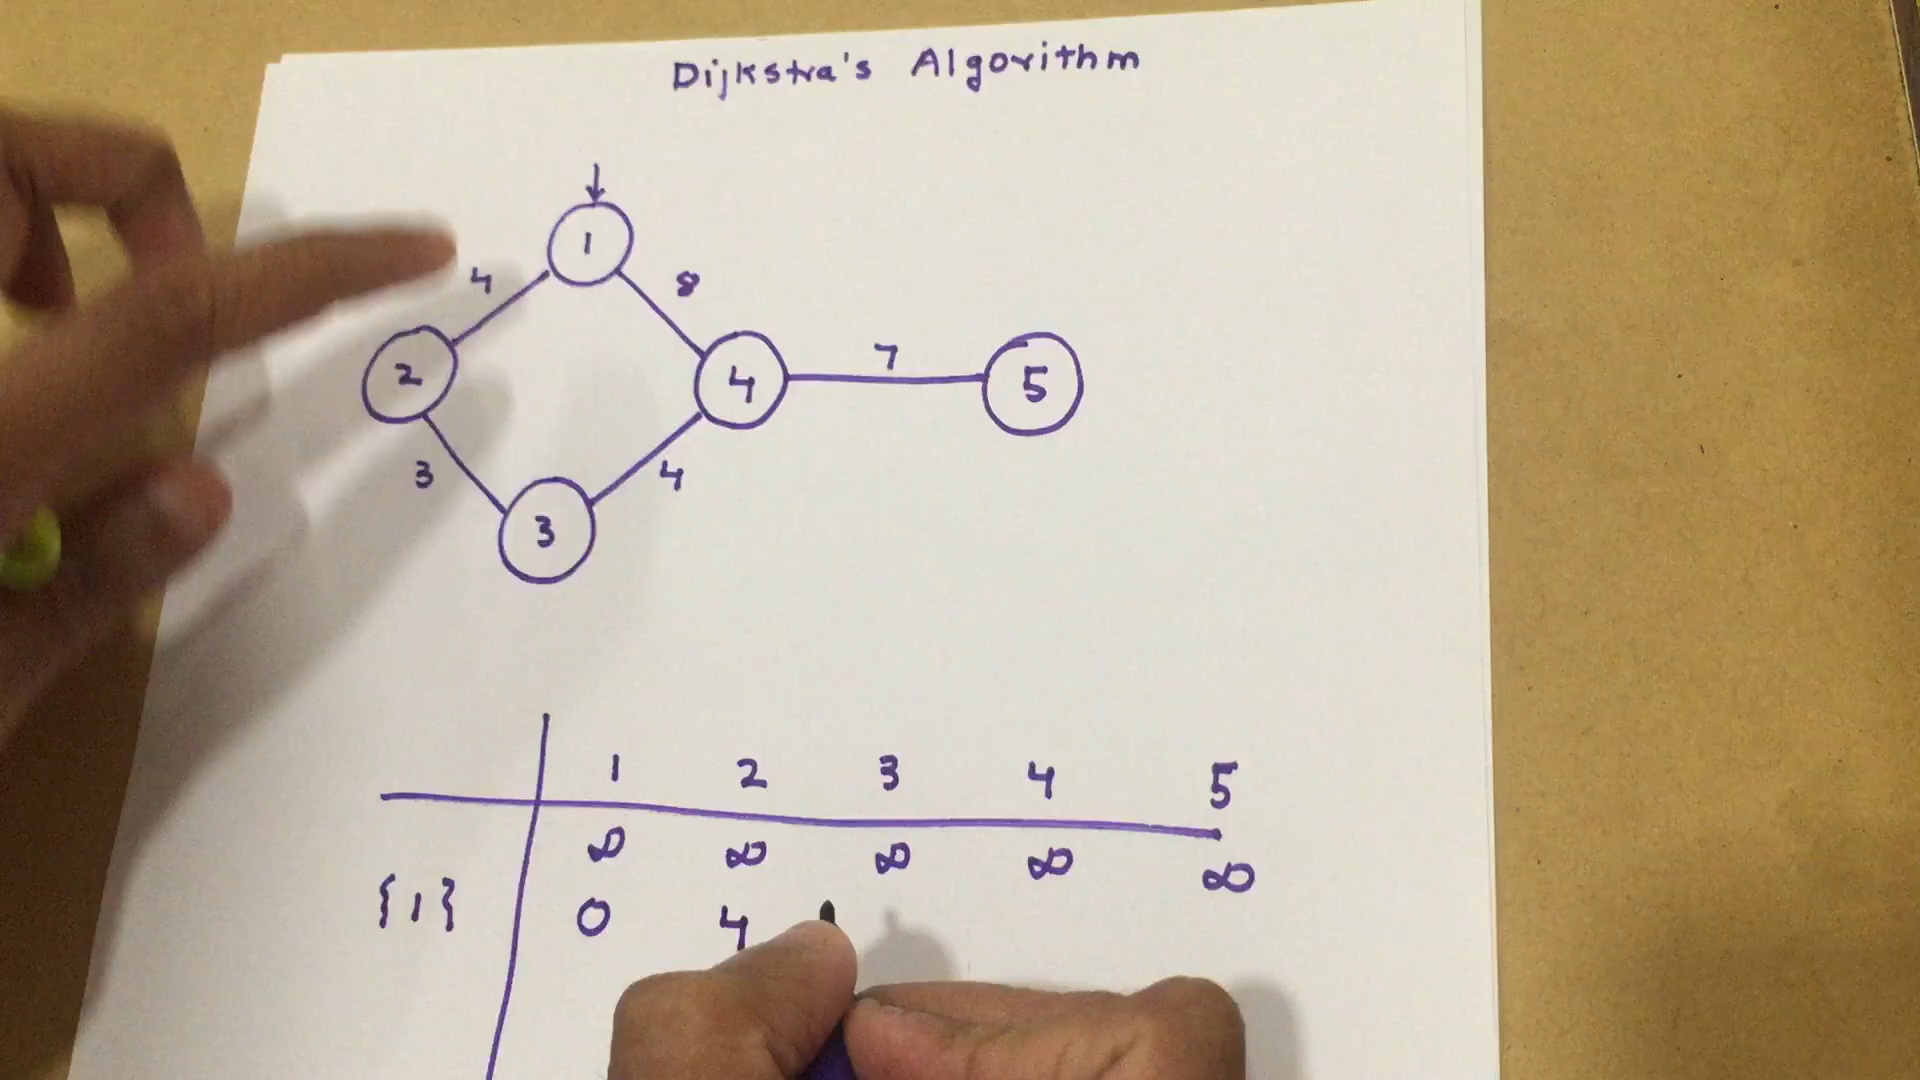 Dijkstra's Algorithm
1
4 8
2 4 7 5
3 4
3
1 2 3 4 5
∞ ∞ ∞ ∞ ∞
{1} 0 4